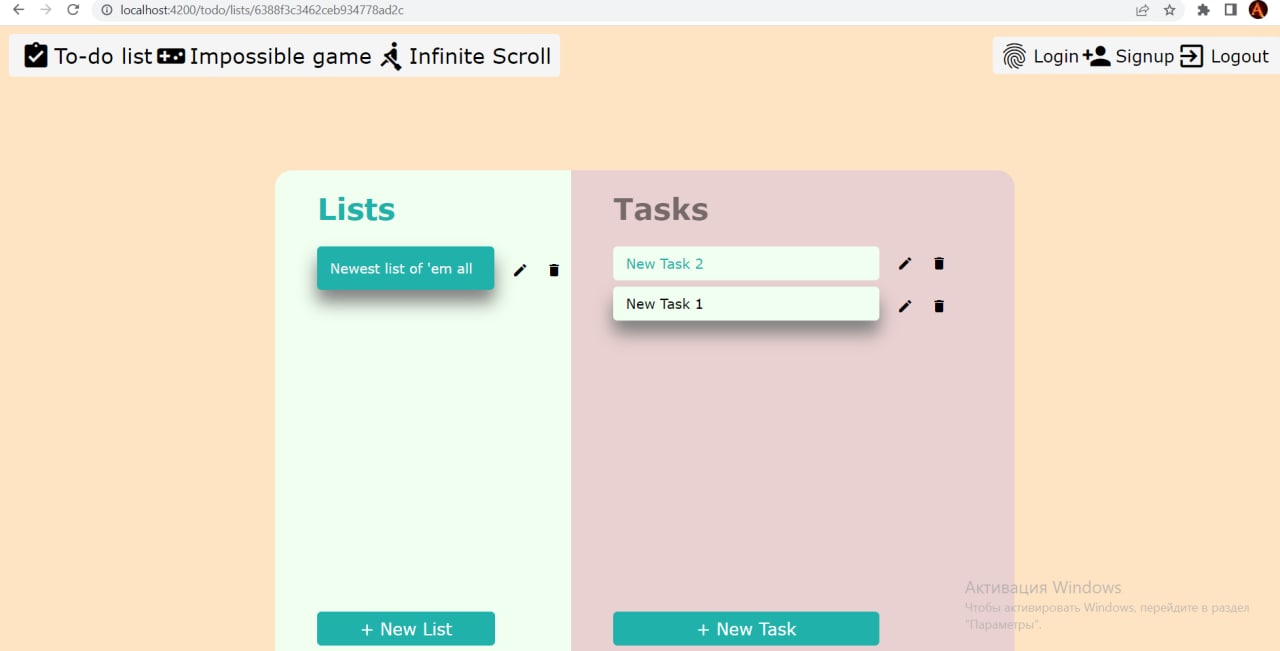 localhost:4200/todo/lists/6388f3c3462ceb934778ad2c
To-do list Impossible game Infinite Scroll
Login Signup Logout
Lists
Newest list of 'em all
+ New List
Tasks
New Task 2
New Task 1
+ New Task
Активация Windows
Чтобы активировать Windows, перейдите в раздел
"Параметры".